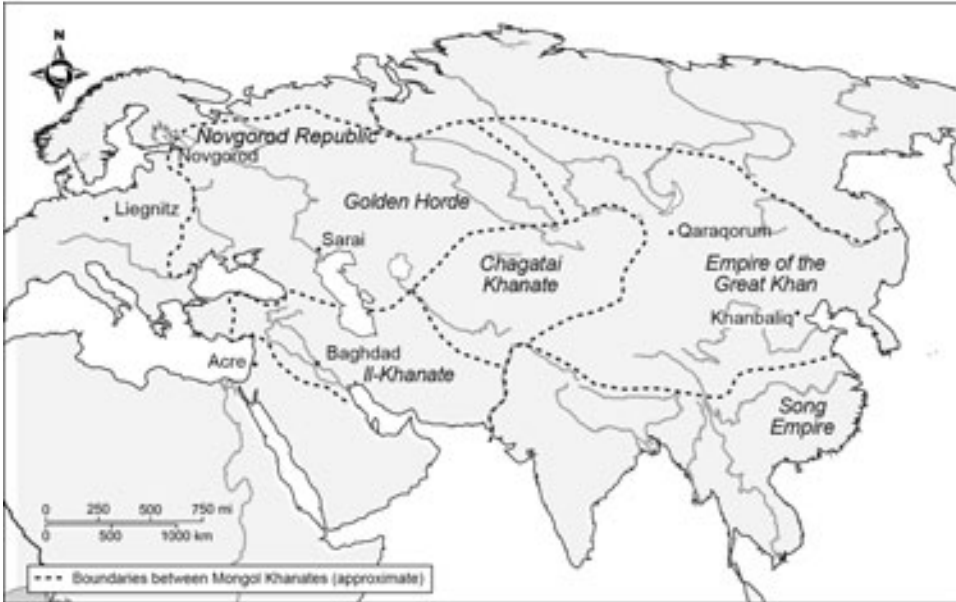 N
Novgorod Republic
Novgorod
Golden Horde
Liegnitz
Sarai
Qaraqorum
Chagatai
Khanate
Empire of the
Great Khan
Khanbaliq
Acre
Baghdad
Il-Khanate
Song
Empire
0 250 500 750 mi
0 500 1000 km
Boundaries between Mongol Khanates (approximate)